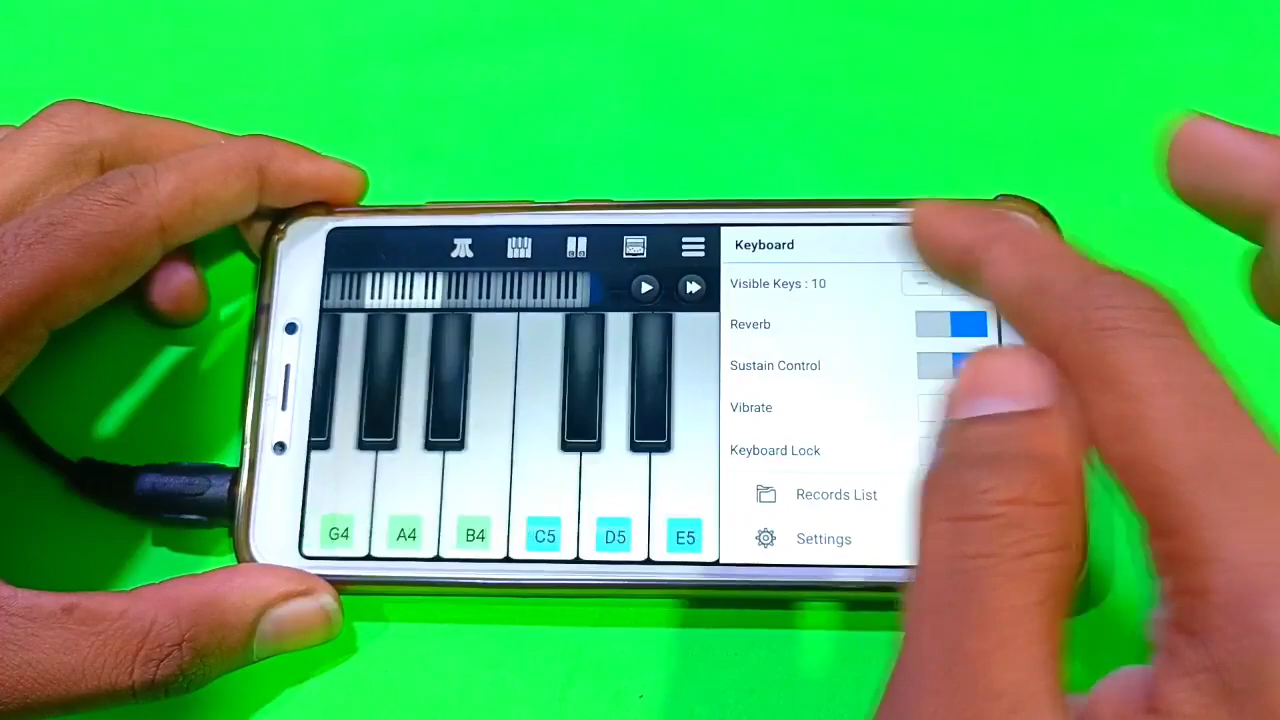 Keyboard
Visible Keys : 10
Reverb
Sustain Control
Vibrate
Keyboard Lock
Records List
Settings
G4 A4 B4 C5 D5 E5